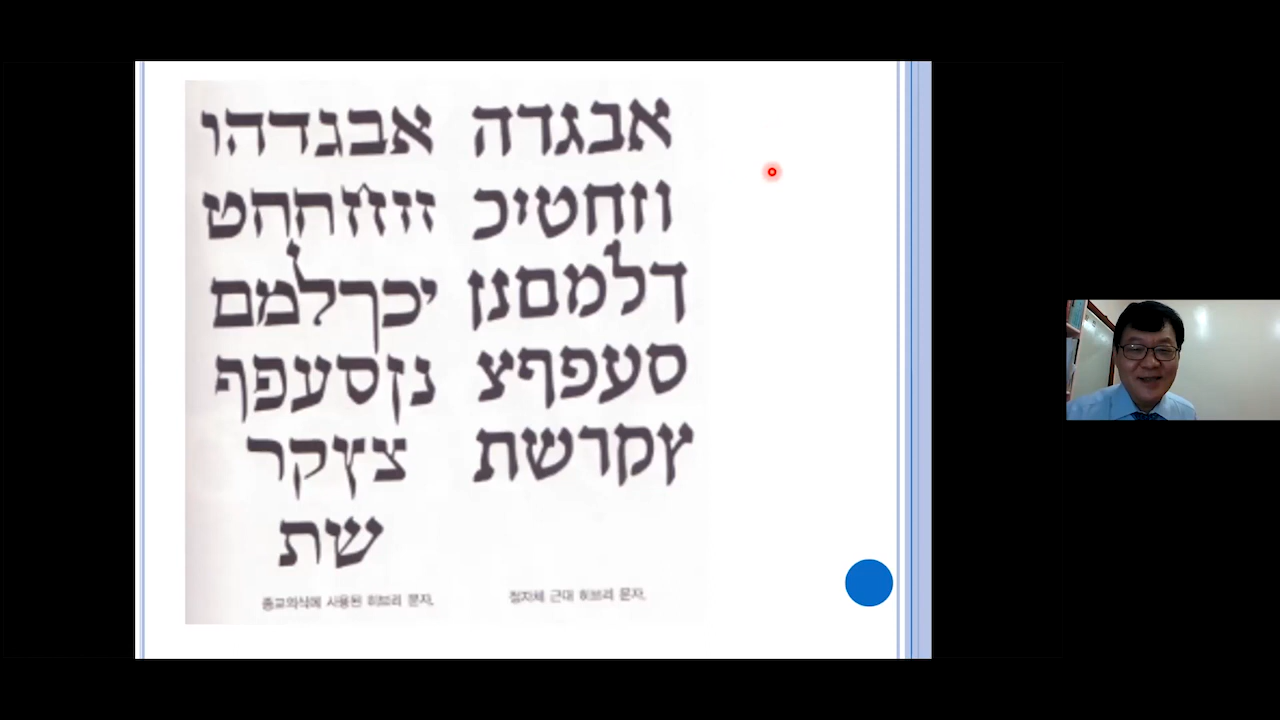 אבגדה
וזחטיכ
ךלמםנן
סעפףצ
ץקרשת
정자체 근대 히브리 문자.
אבגדהו
יכךלמם
נןסעפף
צץקר
שת
종교의식에 사용된 히브리 문자.